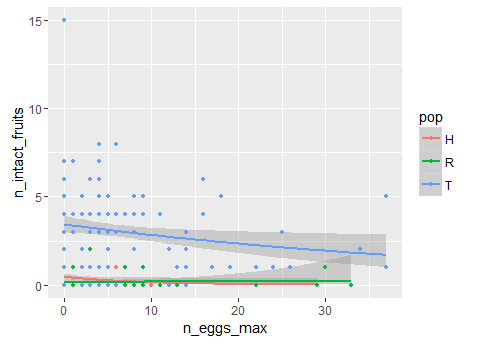 15
10
5
0
n_intact_fruits
0
10
20
30
n_eggs_max
pop
H
R
T